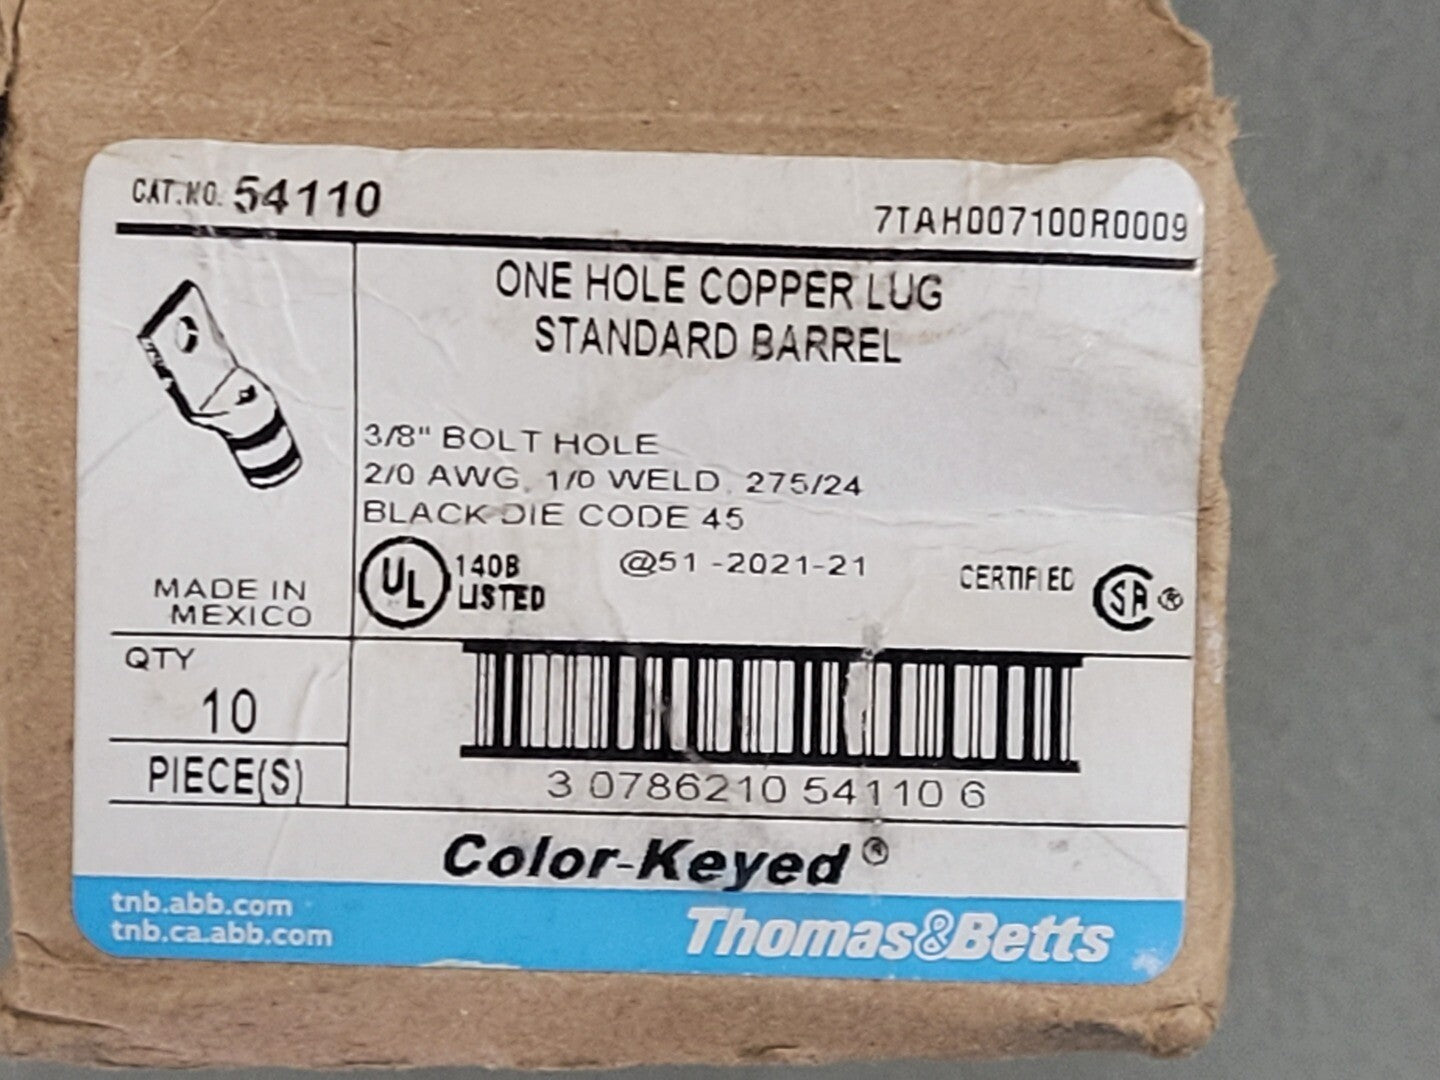 CAT.NO. 54110
7TAH007100R0009
ONE HOLE COPPER LUG
STANDARD BARREL
3/8" BOLT HOLE
2/0 AWG, 1/0 WELD, 275/24
BLACK DIE CODE 45
UL 140B
LISTED
@51 -2021-21
CERTIFIED SA ®
MADE IN
MEXICO
QTY
10
PIECE(S)
3 0786210 54110 6
Color-Keyed®
tnb.abb.com
tnb.ca.abb.com
Thomas&Betts